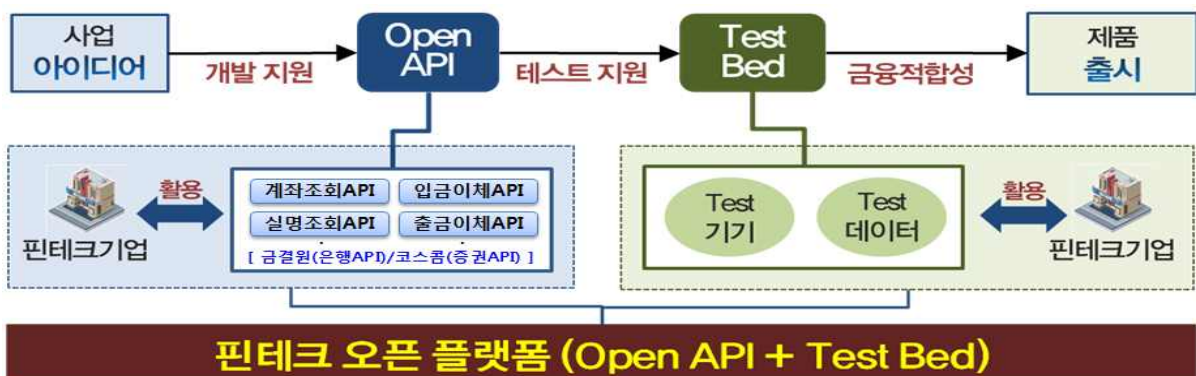 사업
아이디어
개발 지원
Open
API
테스트 지원
Test
Bed
금융적합성
제품
출시
핀테크기업
활용
계좌조회API
입금이체API
실명조회API
출금이체API
[ 금결원(은행API)/코스콤(증권API) ]
Test
기기
Test
데이터
활용
핀테크기업
핀테크 오픈 플랫폼 (Open API + Test Bed)